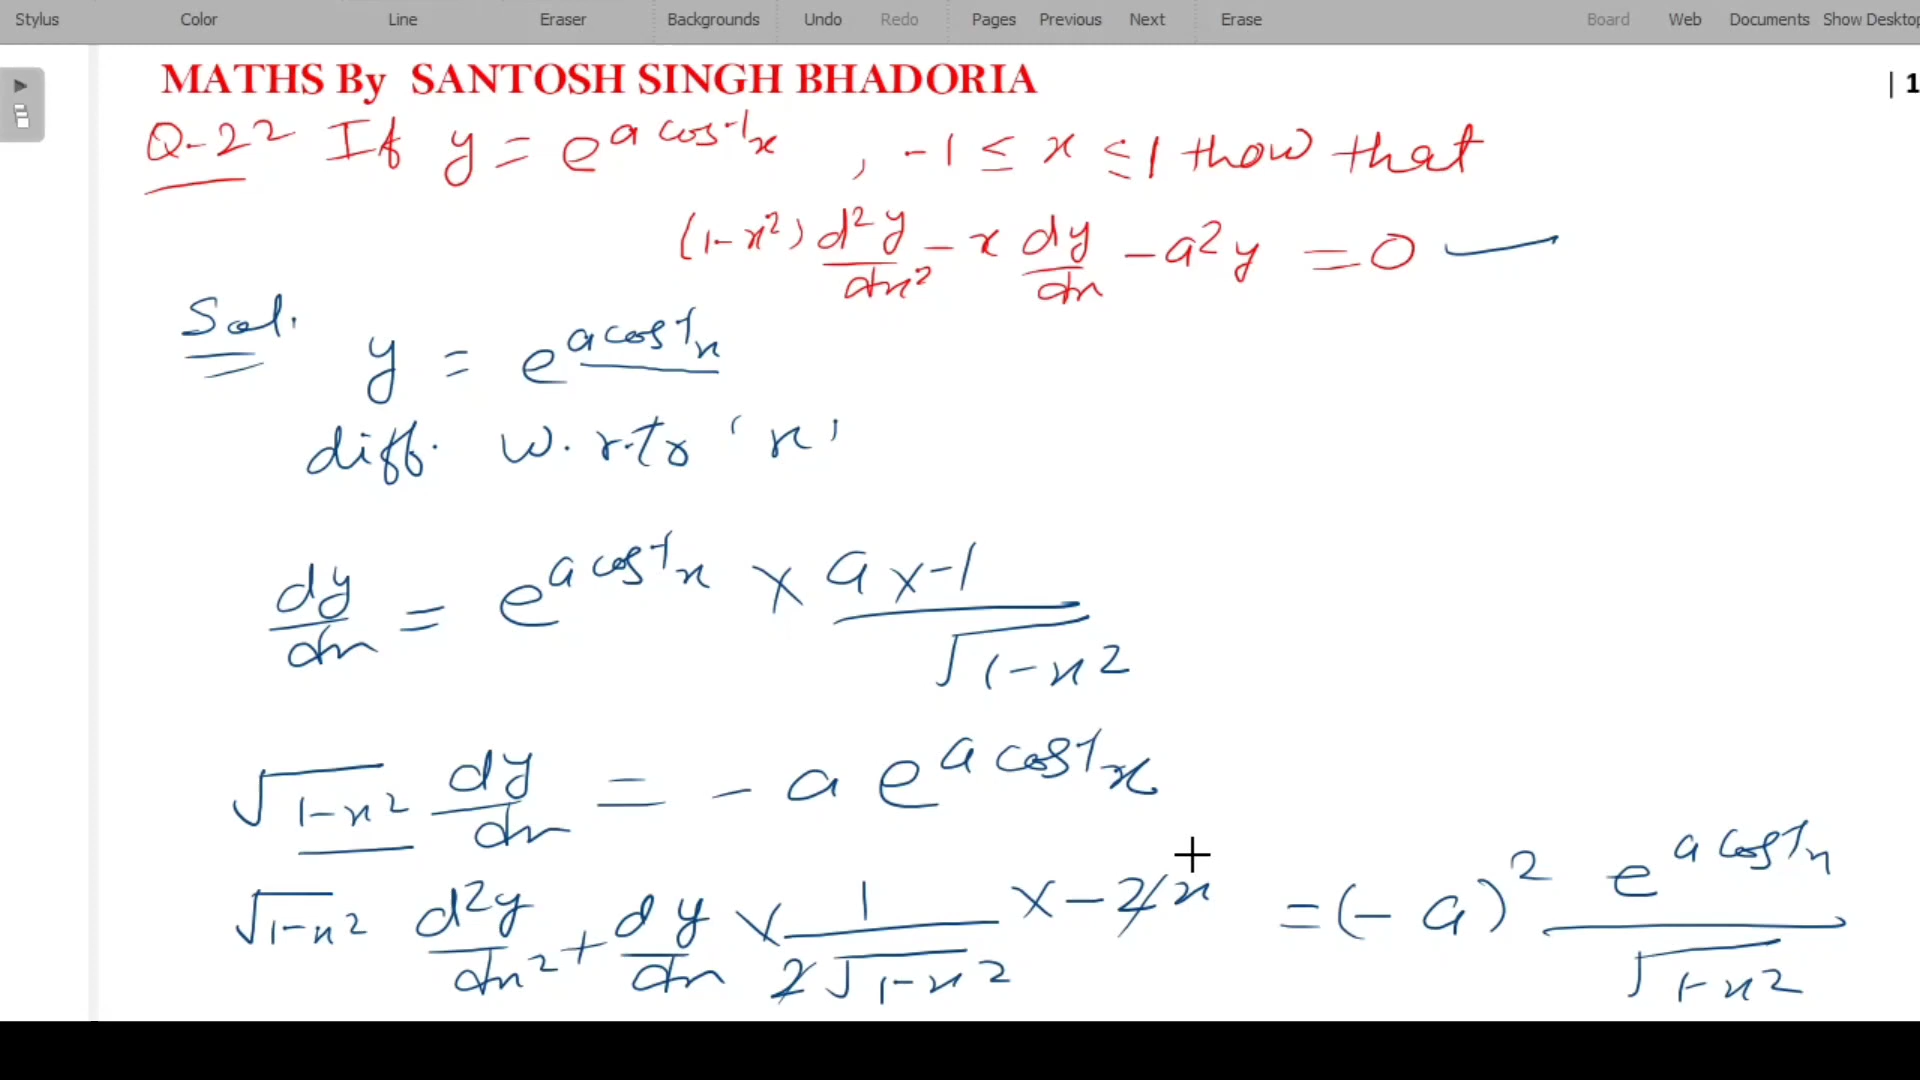 Stylus Color Line Eraser Backgrounds Undo Redo Pages Previous Next Erase Board Web Documents Show Desktop
MATHS By SANTOSH SINGH BHADORIA | 1
Q-22 If y = e^{a cos⁻¹x} , -1 ≤ x ≤ 1 show that
(1-x²) d²y/dx² - x dy/dx - a²y = 0
Sol.
y = e^{a cos⁻¹x}
diff. w.r.to 'x'
dy/dx = e^{a cos⁻¹x} × a×-1/√(1-x²)
√(1-x²) dy/dx = - a e^{a cos⁻¹x}
√(1-x²) d²y/dx² + dy/dx × 1/(2√(1-x²)) × -2x = (-a)² e^{a cos⁻¹x}/√(1-x²)